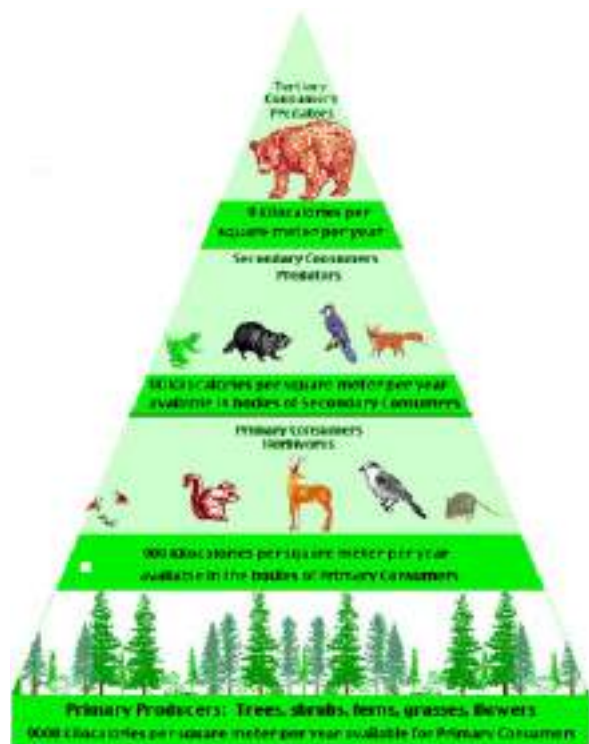 Tertiary
Consumers
Predators
9 kilocalories per
square meter per year
Secondary Consumers
Predators
90 kilocalories per square meter per year
available in bodies of Secondary Consumers
Primary Consumers
Herbivores
900 kilocalories per square meter per year
available in the bodies of Primary Consumers
Primary Producers: Trees, shrubs, ferns, grasses, flowers
9000 kilocalories per square meter per year available for Primary Consumers